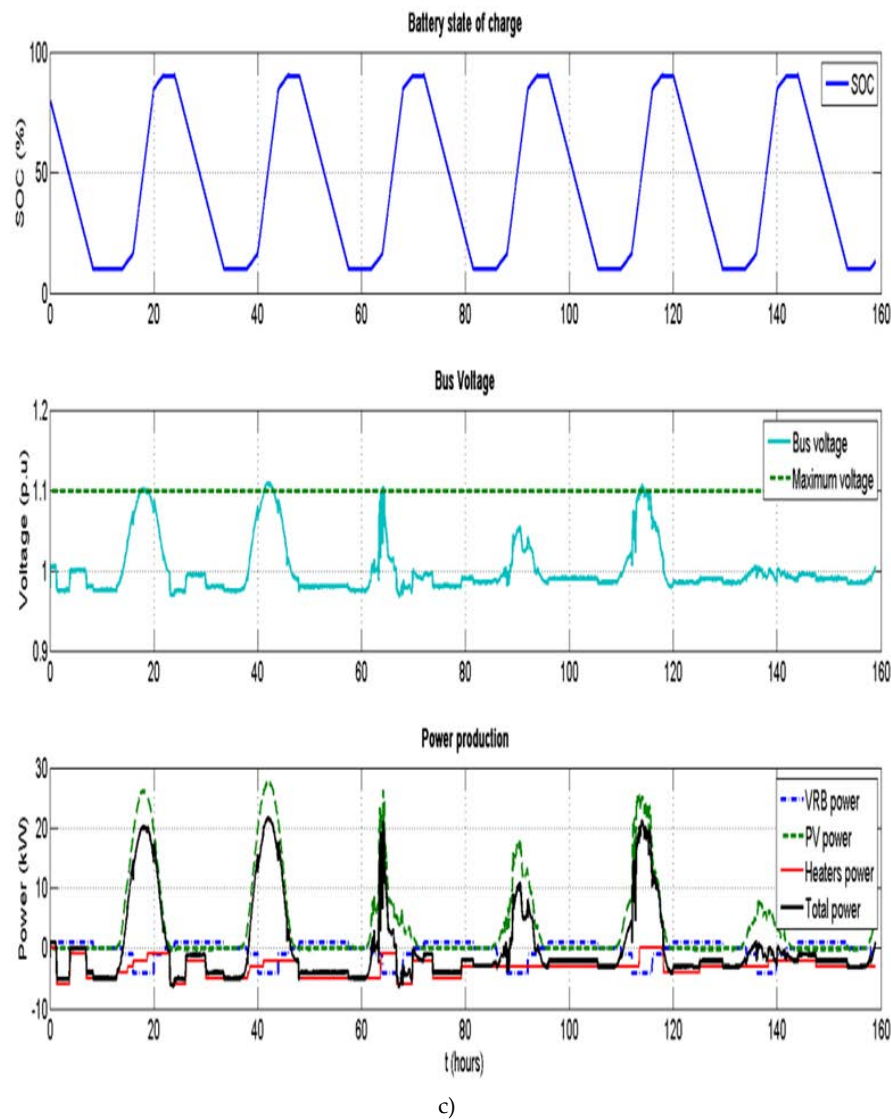 Battery state of charge
SOC (%)
100
50
0
SOC
0 20 40 60 80 100 120 140 160
Bus Voltage
Voltage (p.u)
1.2
1.1
1
0.9
Bus voltage
Maximum voltage
0 20 40 60 80 100 120 140 160
Power production
Power (kW)
30
20
10
0
-10
VRB power
PV power
Heaters power
Total power
0 20 40 60 80 100 120 140 160
t (hours)
c)